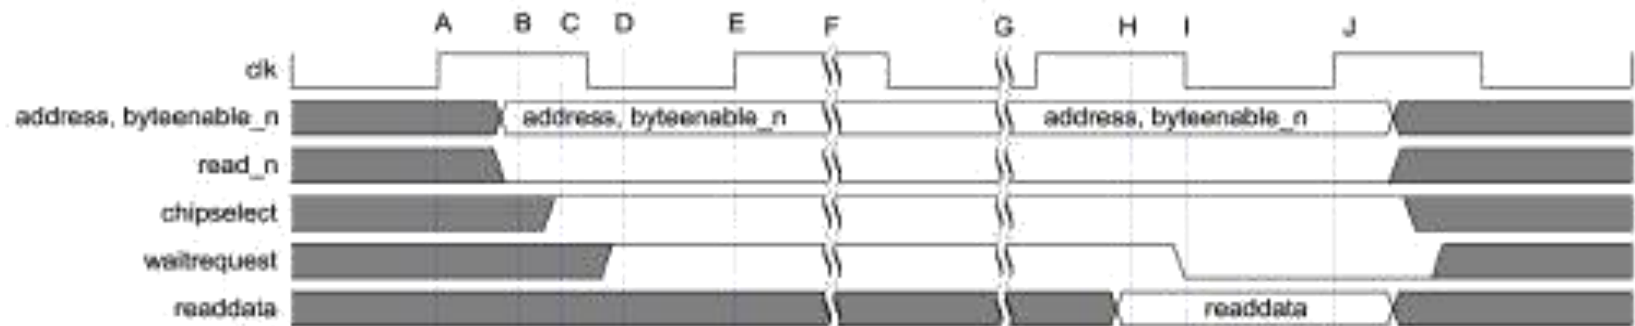 A B C D E F G H I J
clk
address, byteenable_n address, byteenable_n address, byteenable_n
read_n
chipselect
waitrequest
readdata readdata